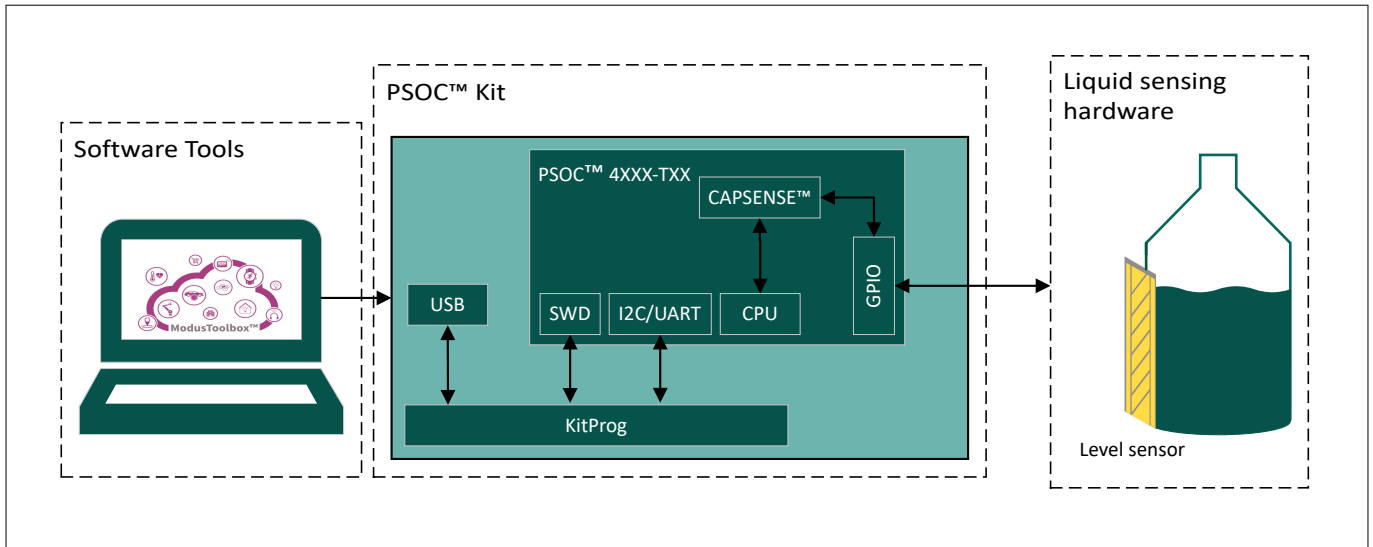 Software Tools
ModusToolbox™
PSOC™ Kit
PSOC™ 4XXX-TXX
CAPSENSE™
GPIO
USB
SWD
I2C/UART
CPU
KitProg
Liquid sensing
hardware
Level sensor